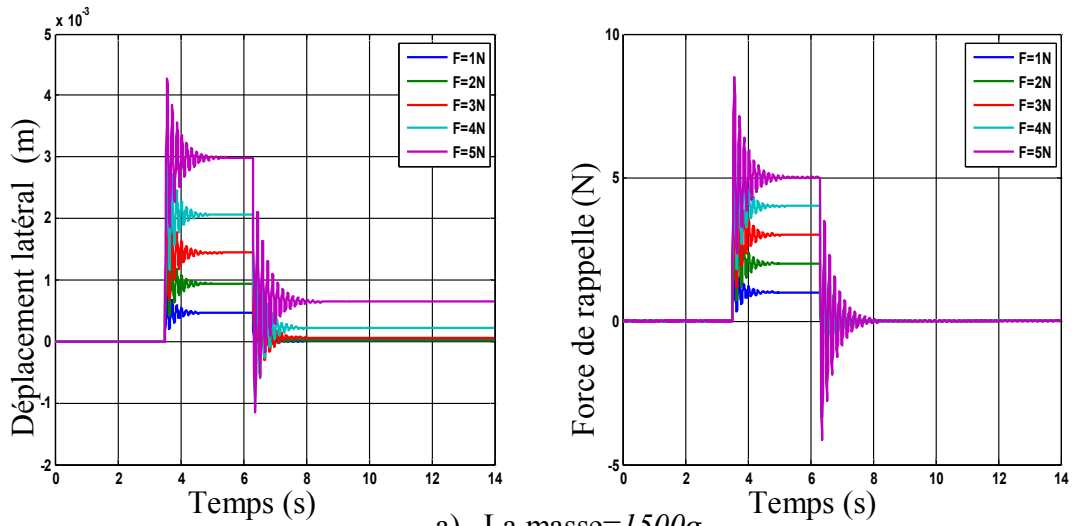 x 10^-3
5
4
3
2
1
0
-1
-2
0 2 4 6 8 10 12 14
Déplacement latéral (m)
Temps (s)
F=1N
F=2N
F=3N
F=4N
F=5N
10
5
0
-5
0 2 4 6 8 10 12 14
Force de rappelle (N)
Temps (s)
F=1N
F=2N
F=3N
F=4N
F=5N
a) La masse=1500g